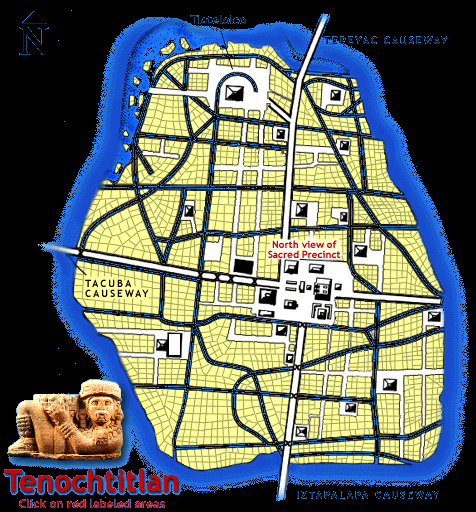 N
Tlatelolco
TEPEYAC CAUSEWAY
North view of
Sacred Precinct
TACUBA
CAUSEWAY
Tenochtitlan
Click on red labeled areas
IZTAPALAPA CAUSEWAY